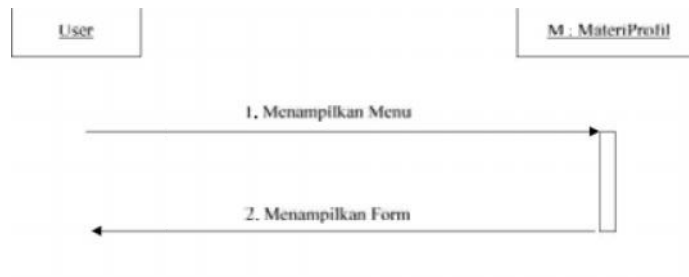 User
M : MateriProfil
1. Menampilkan Menu
2. Menampilkan Form